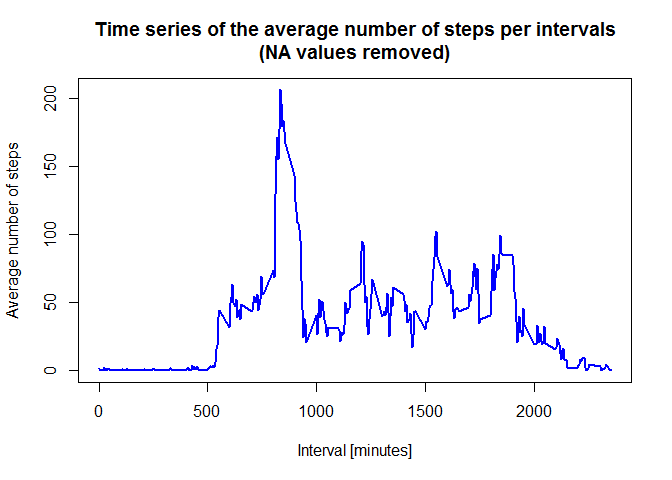 Time series of the average number of steps per intervals
(NA values removed)
Average number of steps
200
150
100
50
0
0
500
1000
1500
2000
Interval [minutes]